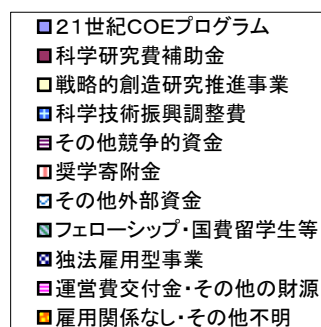 ２１世紀COEプログラム
科学研究費補助金
戦略的創造研究推進事業
科学技術振興調整費
その他競争的資金
奨学寄附金
その他外部資金
フェローシップ・国費留学生等
独法雇用型事業
運営費交付金・その他の財源
雇用関係なし・その他不明